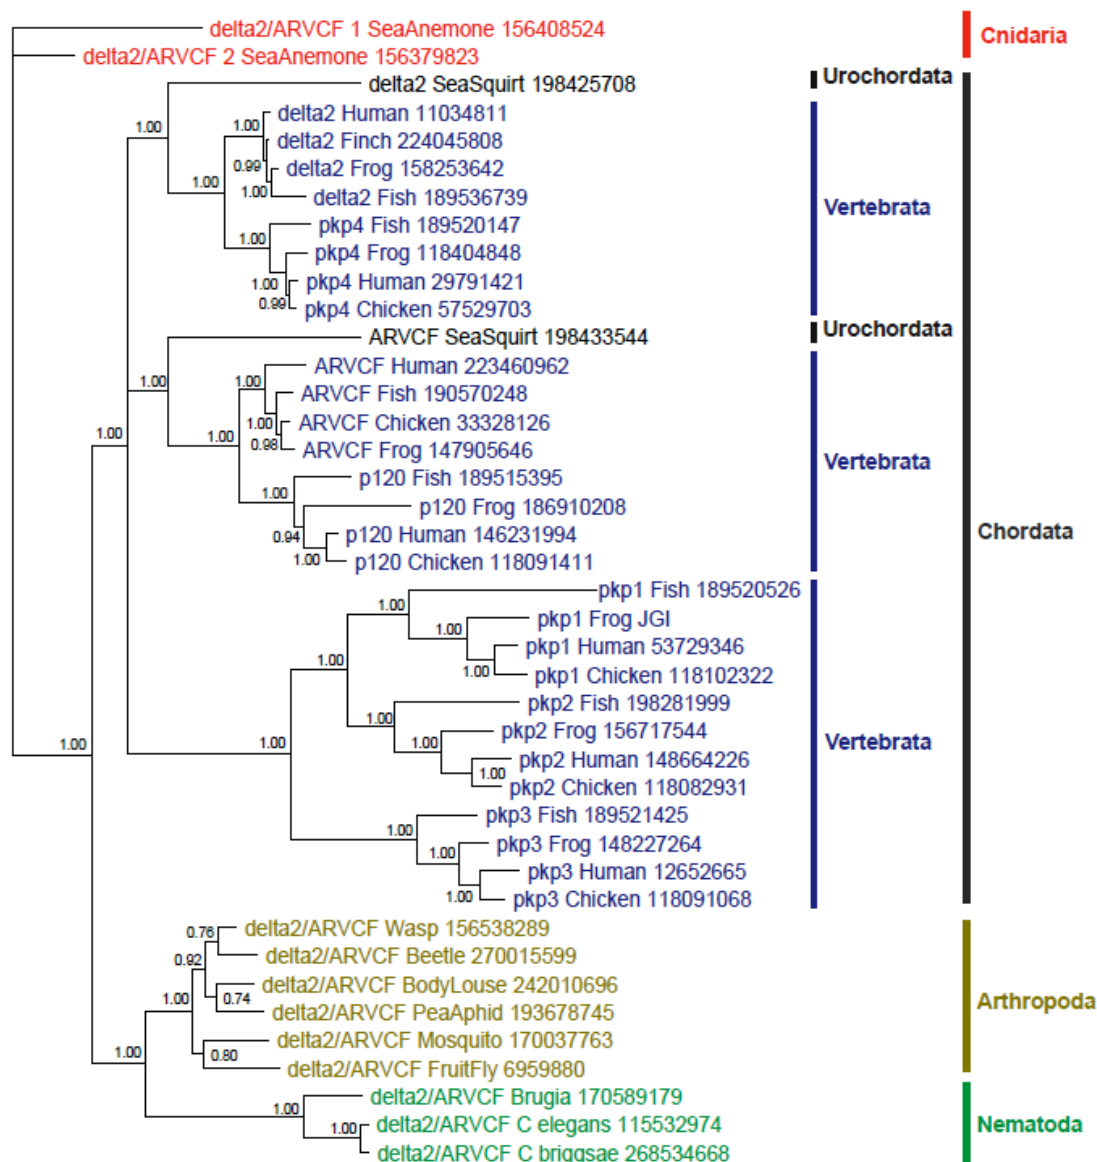 delta2/ARVCF 1 SeaAnemone 156408524
Cnidaria
delta2/ARVCF 2 SeaAnemone 156379823
delta2 SeaSquirt 198425708
Urochordata
1.00
1.00
delta2 Human 11034811
delta2 Finch 224045808
0.99
delta2 Frog 158253642
1.00
1.00
delta2 Fish 189536739
Vertebrata
pkp4 Fish 189520147
1.00
pkp4 Frog 118404848
1.00
pkp4 Human 29791421
0.99
pkp4 Chicken 57529703
Urochordata
ARVCF SeaSquirt 198433544
1.00
1.00
ARVCF Human 223460962
ARVCF Fish 190570248
1.00
ARVCF Chicken 33328126
1.00
1.00
0.98
ARVCF Frog 147905646
Vertebrata
p120 Fish 189515395
1.00
p120 Frog 186910208
0.94
p120 Human 146231994
1.00
p120 Chicken 118091411
Chordata
pkp1 Fish 189520526
1.00
pkp1 Frog JGI
1.00
pkp1 Human 53729346
1.00
1.00
pkp1 Chicken 118102322
pkp2 Fish 198281999
1.00
pkp2 Frog 156717544
1.00
1.00
1.00
Vertebrata
pkp2 Human 148664226
1.00
pkp2 Chicken 118082931
pkp3 Fish 189521425
1.00
pkp3 Frog 148227264
1.00
pkp3 Human 12652665
1.00
pkp3 Chicken 118091068
0.76
delta2/ARVCF Wasp 156538289
0.92
delta2/ARVCF Beetle 270015599
delta2/ARVCF BodyLouse 242010696
1.00
0.74
Arthropoda
delta2/ARVCF PeaAphid 193678745
delta2/ARVCF Mosquito 170037763
1.00
0.80
delta2/ARVCF FruitFly 6959880
delta2/ARVCF Brugia 170589179
1.00
1.00
delta2/ARVCF C elegans 115532974
Nematoda
delta2/ARVCF C briggsae 268534668